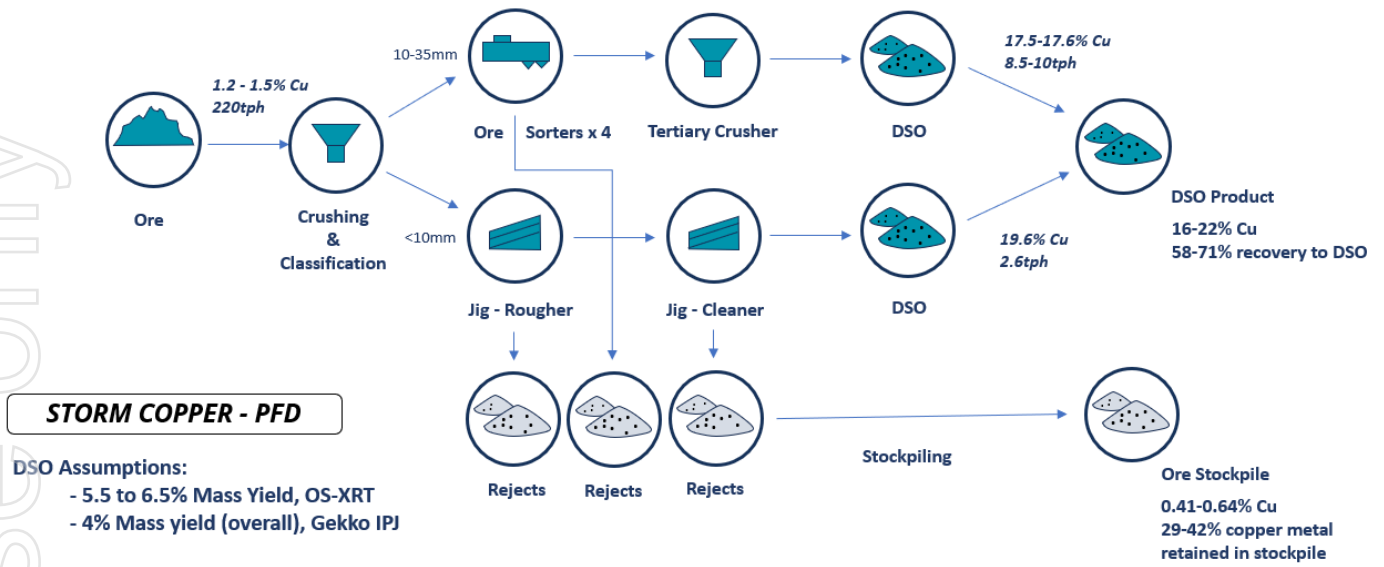 1.2 - 1.5% Cu
220tph
Ore
Crushing
&
Classification
10-35mm
<10mm
Ore
Sorters x 4
Tertiary Crusher
DSO
17.5-17.6% Cu
8.5-10tph
Jig - Rougher
Jig - Cleaner
DSO
19.6% Cu
2.6tph
DSO Product
16-22% Cu
58-71% recovery to DSO
Rejects
Rejects
Rejects
Stockpiling
Ore Stockpile
0.41-0.64% Cu
29-42% copper metal
retained in stockpile
STORM COPPER - PFD
DSO Assumptions:
- 5.5 to 6.5% Mass Yield, OS-XRT
- 4% Mass yield (overall), Gekko IPJ